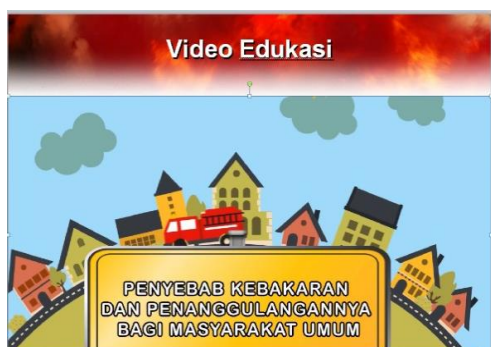 Video Edukasi
PENYEBAB KEBAKARAN
DAN PENANGGULANGANNYA
BAGI MASYARAKAT UMUM